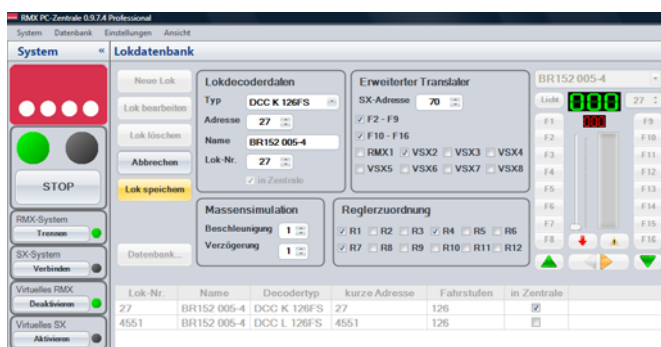 RMX PC-Zentrale 0.9.7.4 Professional
System Datenbank Einstellungen Ansicht
System «
Lokdatenbank
STOP
RMX-System
Trennen
SX-System
Verbinden
Virtuelles RMX
Deaktivieren
Virtuelles SX
Aktivieren
Neue Lok
Lok bearbeiten
Lok löschen
Abbrechen
Lok speichern
Datenbank...
Lokdecoderdaten
Typ DCC K 126FS
Adresse 27
Name BR152 005-4
Lok-Nr. 27
in Zentrale
Massensimulation
Beschleunigung 1
Verzögerung 1
Erweiterter Translater
SX-Adresse 70
F2 - F9
F10 - F16
RMX1 VSX2 VSX3 VSX4
VSX5 VSX6 VSX7 VSX8
Reglerzuordnung
R1 R2 R3 R4 R5 R6
R7 R8 R9 R10 R11 R12
BR152 005-4
Licht 000 27
F1 000 F9
F2 F10
F3 F11
F4 F12
F5 F13
F6 F14
F7 F15
F8 F16
Lok-Nr. Name Decodertyp kurze Adresse Fahrstufen in Zentrale
27 BR152 005-4 DCC K 126FS 27 126
4551 BR152 005-4 DCC L 126FS 4551 126